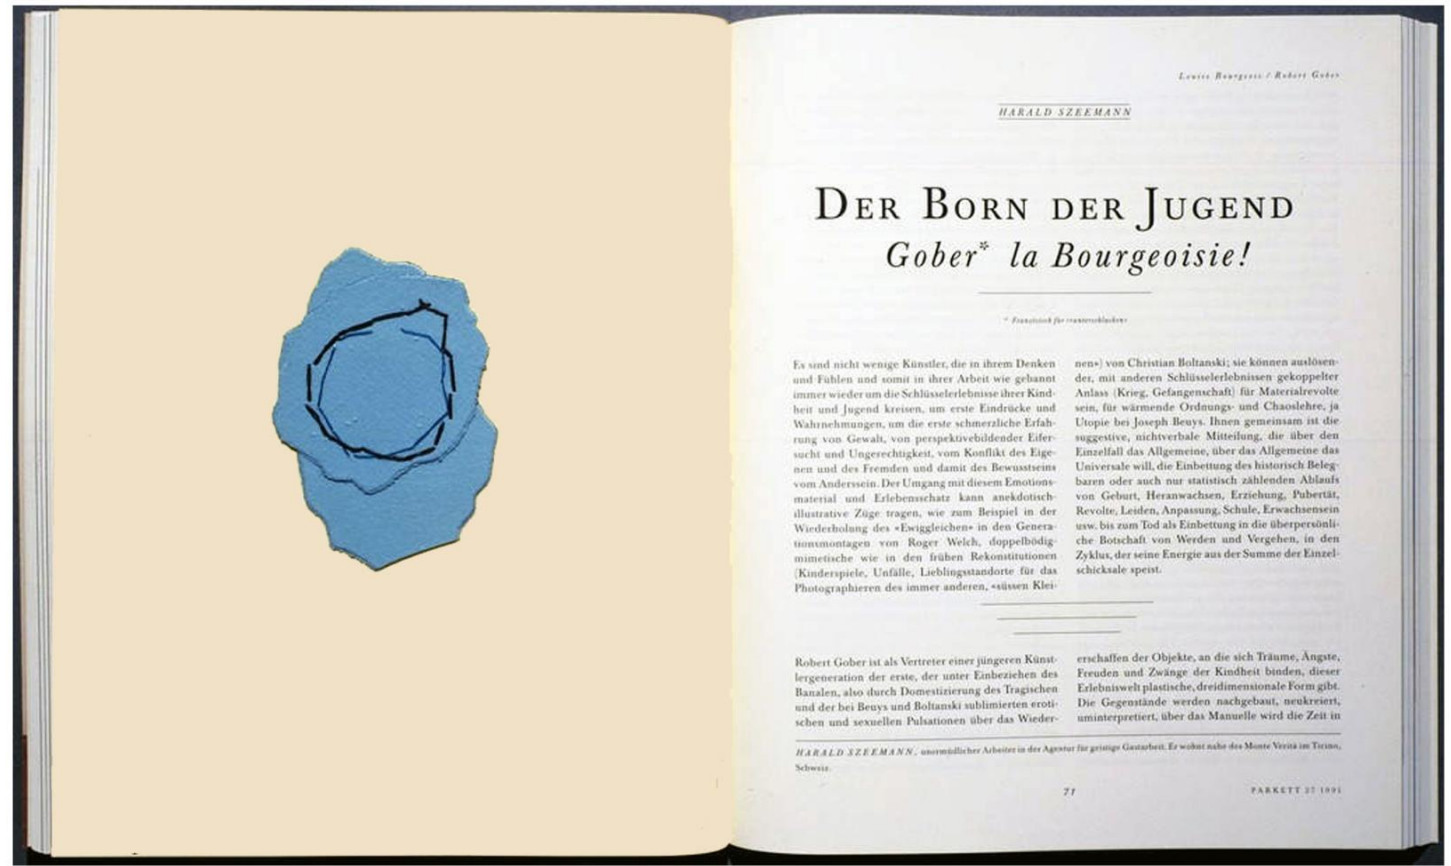 Louise Bourgeois / Robert Gober
HARALD SZEEMANN
DER BORN DER JUGEND
Gober* la Bourgeoisie!
* Französisch für «unterschlucken»
Es sind nicht wenige Künstler, die in ihrem Denken
und Fühlen und somit in ihrer Arbeit wie gebannt
immer wieder um die Schlüsselerlebnisse ihrer Kind-
heit und Jugend kreisen, um erste Eindrücke und
Wahrnehmungen, um die erste schmerzliche Erfah-
rung von Gewalt, von perspektivebildender Eifer-
sucht und Ungerechtigkeit, vom Konflikt des Eige-
nen und des Fremden und damit des Bewusstseins
vom Anderssein. Der Umgang mit diesem Emotions-
material und Erlebensschatz kann anekdotisch-
illustrative Züge tragen, wie zum Beispiel in der
Wiederholung des «Ewiggleichen» in den Genera-
tionsmontagen von Roger Welch, doppelbödig-
mimetische wie in den frühen Rekonstitutionen
(Kinderspiele, Unfälle, Lieblingsstandorte für das
Photographieren des immer anderen, «süssen Klei-
nen») von Christian Boltanski; sie können auslösen-
der, mit anderen Schlüsselerlebnissen gekoppelter
Anlass (Krieg, Gefangenschaft) für Materialrevolte
sein, für wärmende Ordnungs- und Chaoslehre, ja
Utopie bei Joseph Beuys. Ihnen gemeinsam ist die
suggestive, nichtverbale Mitteilung, die über den
Einzelfall das Allgemeine, über das Allgemeine das
Universale will, die Einbettung des historisch Beleg-
baren oder auch nur statistisch zählenden Ablaufs
von Geburt, Heranwachsen, Erziehung, Pubertät,
Revolte, Leiden, Anpassung, Schule, Erwachsensein
usw. bis zum Tod als Einbettung in die überpersönli-
che Botschaft von Werden und Vergehen, in den
Zyklus, der seine Energie aus der Summe der Einzel-
schicksale speist.
Robert Gober ist als Vertreter einer jüngeren Künst-
lergeneration der erste, der unter Einbeziehen des
Banalen, also durch Domestizierung des Tragischen
und der bei Beuys und Boltanski sublimierten eroti-
schen und sexuellen Pulsationen über das Wieder-
erschaffen der Objekte, an die sich Träume, Ängste,
Freuden und Zwänge der Kindheit binden, dieser
Erlebniswelt plastische, dreidimensionale Form gibt.
Die Gegenstände werden nachgebaut, neukreiert,
uminterpretiert, über das Manuelle wird die Zeit in
HARALD SZEEMANN, unermüdlicher Arbeiter in der Agentur für geistige Gastarbeit. Er wohnt nahe des Monte Verità im Ticino,
Schweiz.
71
PARKETT 27 1991